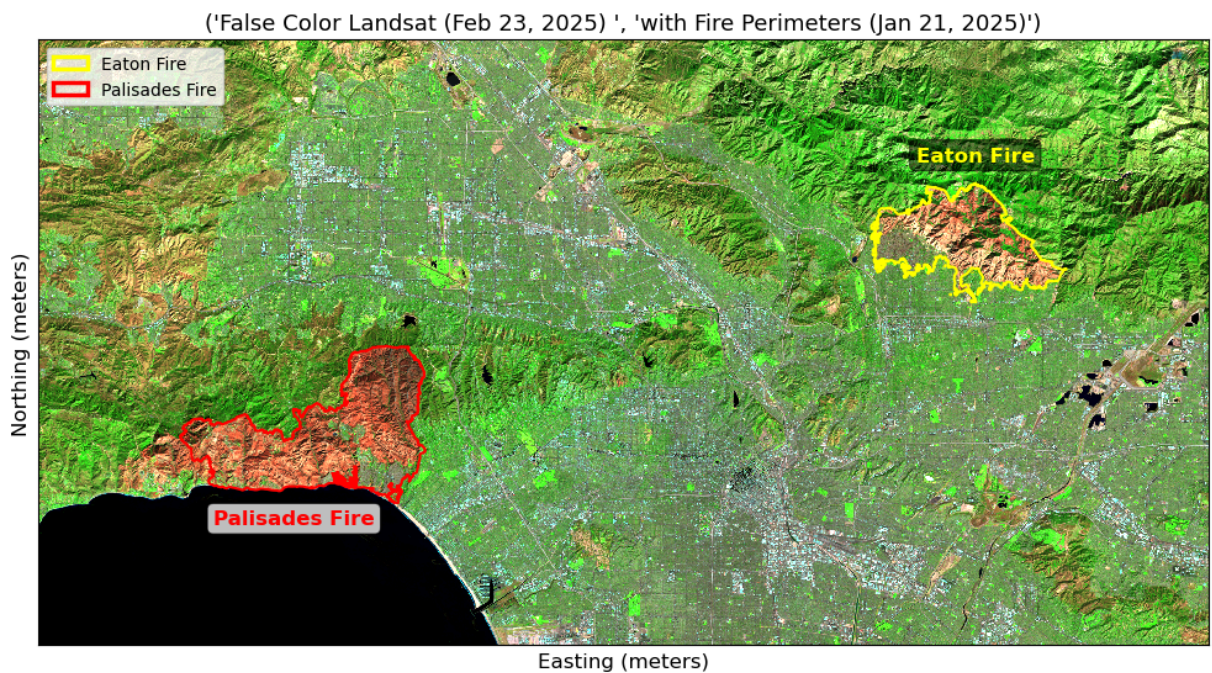 ('False Color Landsat (Feb 23, 2025) ', 'with Fire Perimeters (Jan 21, 2025)')
Eaton Fire
Palisades Fire
Eaton Fire
Palisades Fire
Northing (meters)
Easting (meters)